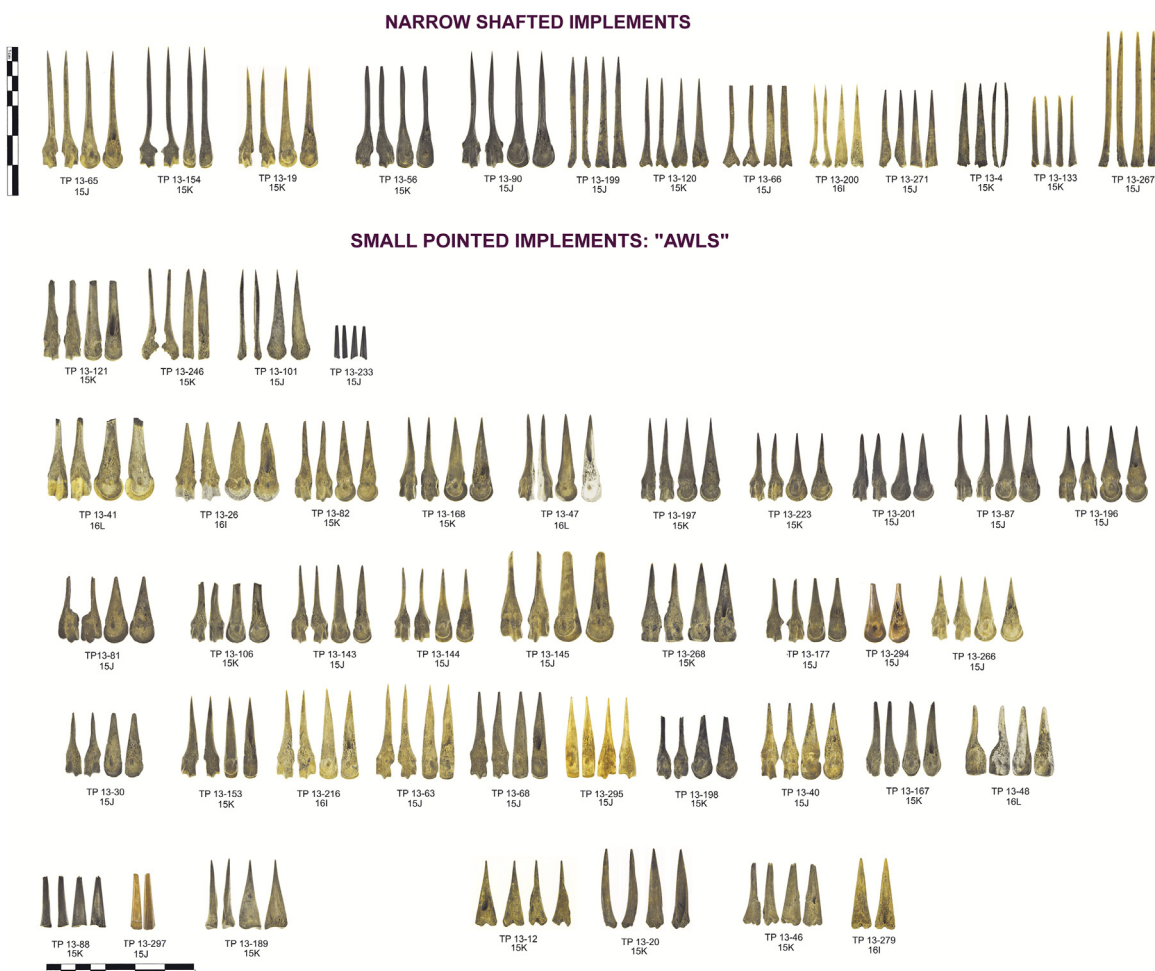 NARROW SHAFTED IMPLEMENTS
TP 13-65
15J
TP 13-154
15K
TP 13-19
15K
TP 13-56
15K
TP 13-90
15J
TP 13-199
15J
TP 13-120
15K
TP 13-66
15J
TP 13-200
16I
TP 13-271
15J
TP 13-4
15K
TP 13-133
15K
TP 13-267
15J
SMALL POINTED IMPLEMENTS: "AWLS"
TP 13-121
15K
TP 13-246
15K
TP 13-101
15J
TP 13-233
15J
TP 13-41
16L
TP 13-26
16I
TP 13-82
15K
TP 13-168
15K
TP 13-47
16L
TP 13-197
15K
TP 13-223
15K
TP 13-201
15J
TP 13-87
15J
TP 13-196
15J
TP13-81
15J
TP 13-106
15K
TP 13-143
15J
TP 13-144
15J
TP 13-145
15J
TP 13-268
15K
TP 13-177
15J
TP 13-294
15J
TP 13-266
15J
TP 13-30
15J
TP 13-153
15K
TP 13-216
16I
TP 13-63
15J
TP 13-68
15J
TP 13-295
15J
TP 13-198
15K
TP 13-40
15J
TP 13-167
15K
TP 13-48
16L
TP 13-88
15K
TP 13-297
15J
TP 13-189
15K
TP 13-12
15K
TP 13-20
15K
TP 13-46
15K
TP 13-279
16I